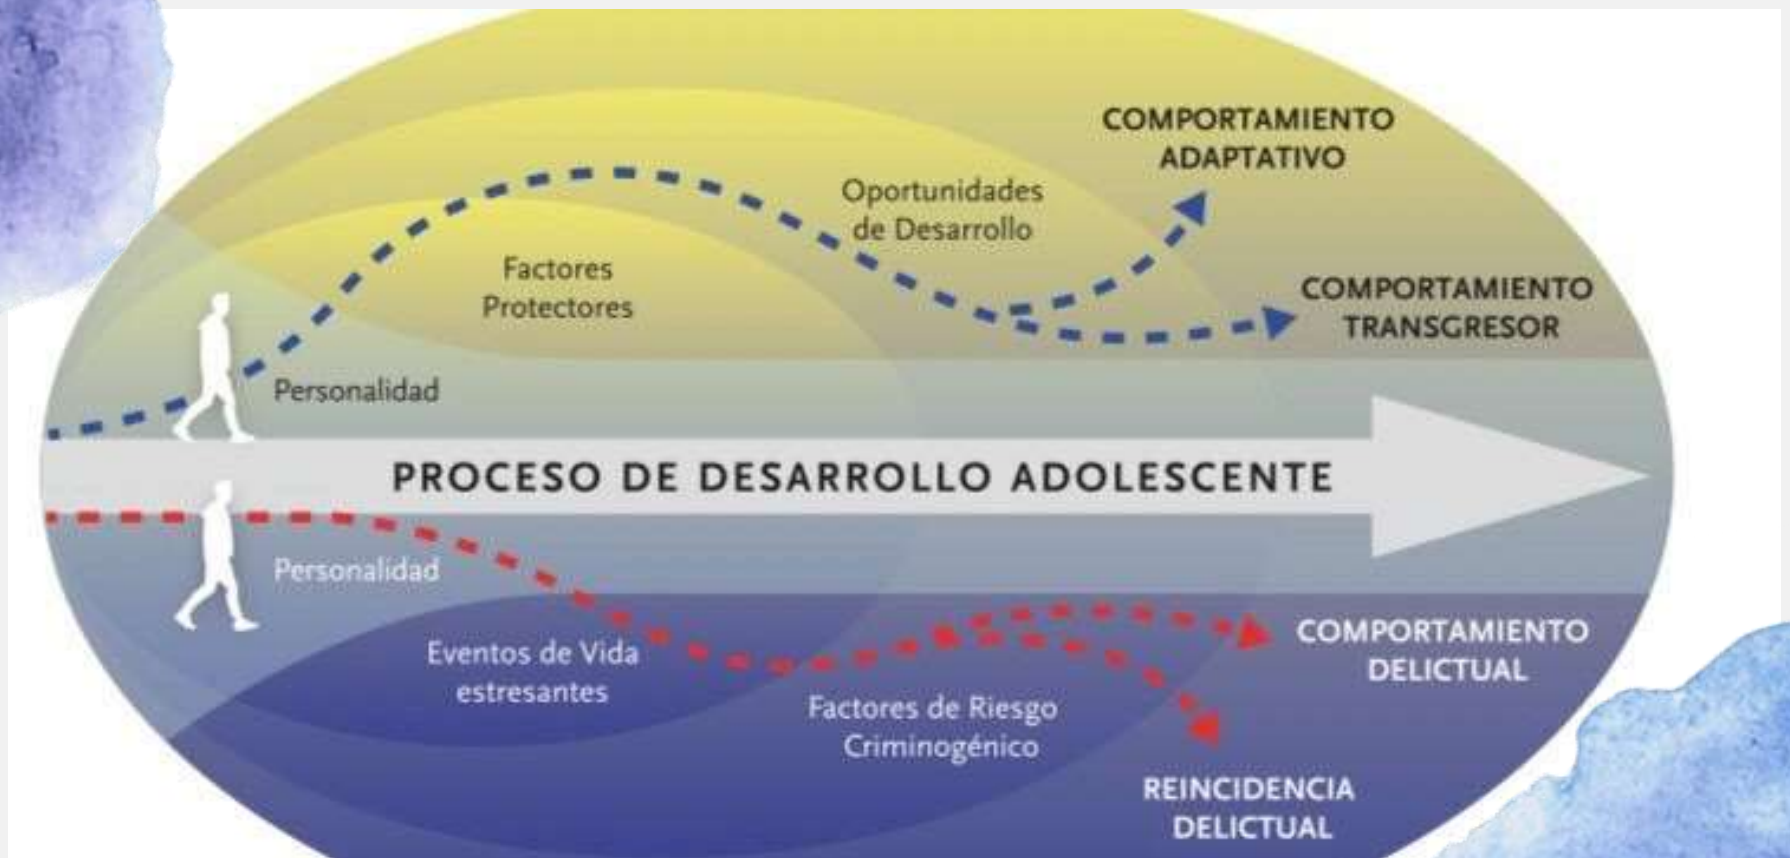 COMPORTAMIENTO
ADAPTATIVO
Oportunidades
de Desarrollo
Factores
Protectores
COMPORTAMIENTO
TRANSGRESOR
Personalidad
PROCESO DE DESARROLLO ADOLESCENTE
Personalidad
Eventos de Vida
estresantes
COMPORTAMIENTO
DELICTUAL
Factores de Riesgo
Criminogénico
REINCIDENCIA
DELICTUAL